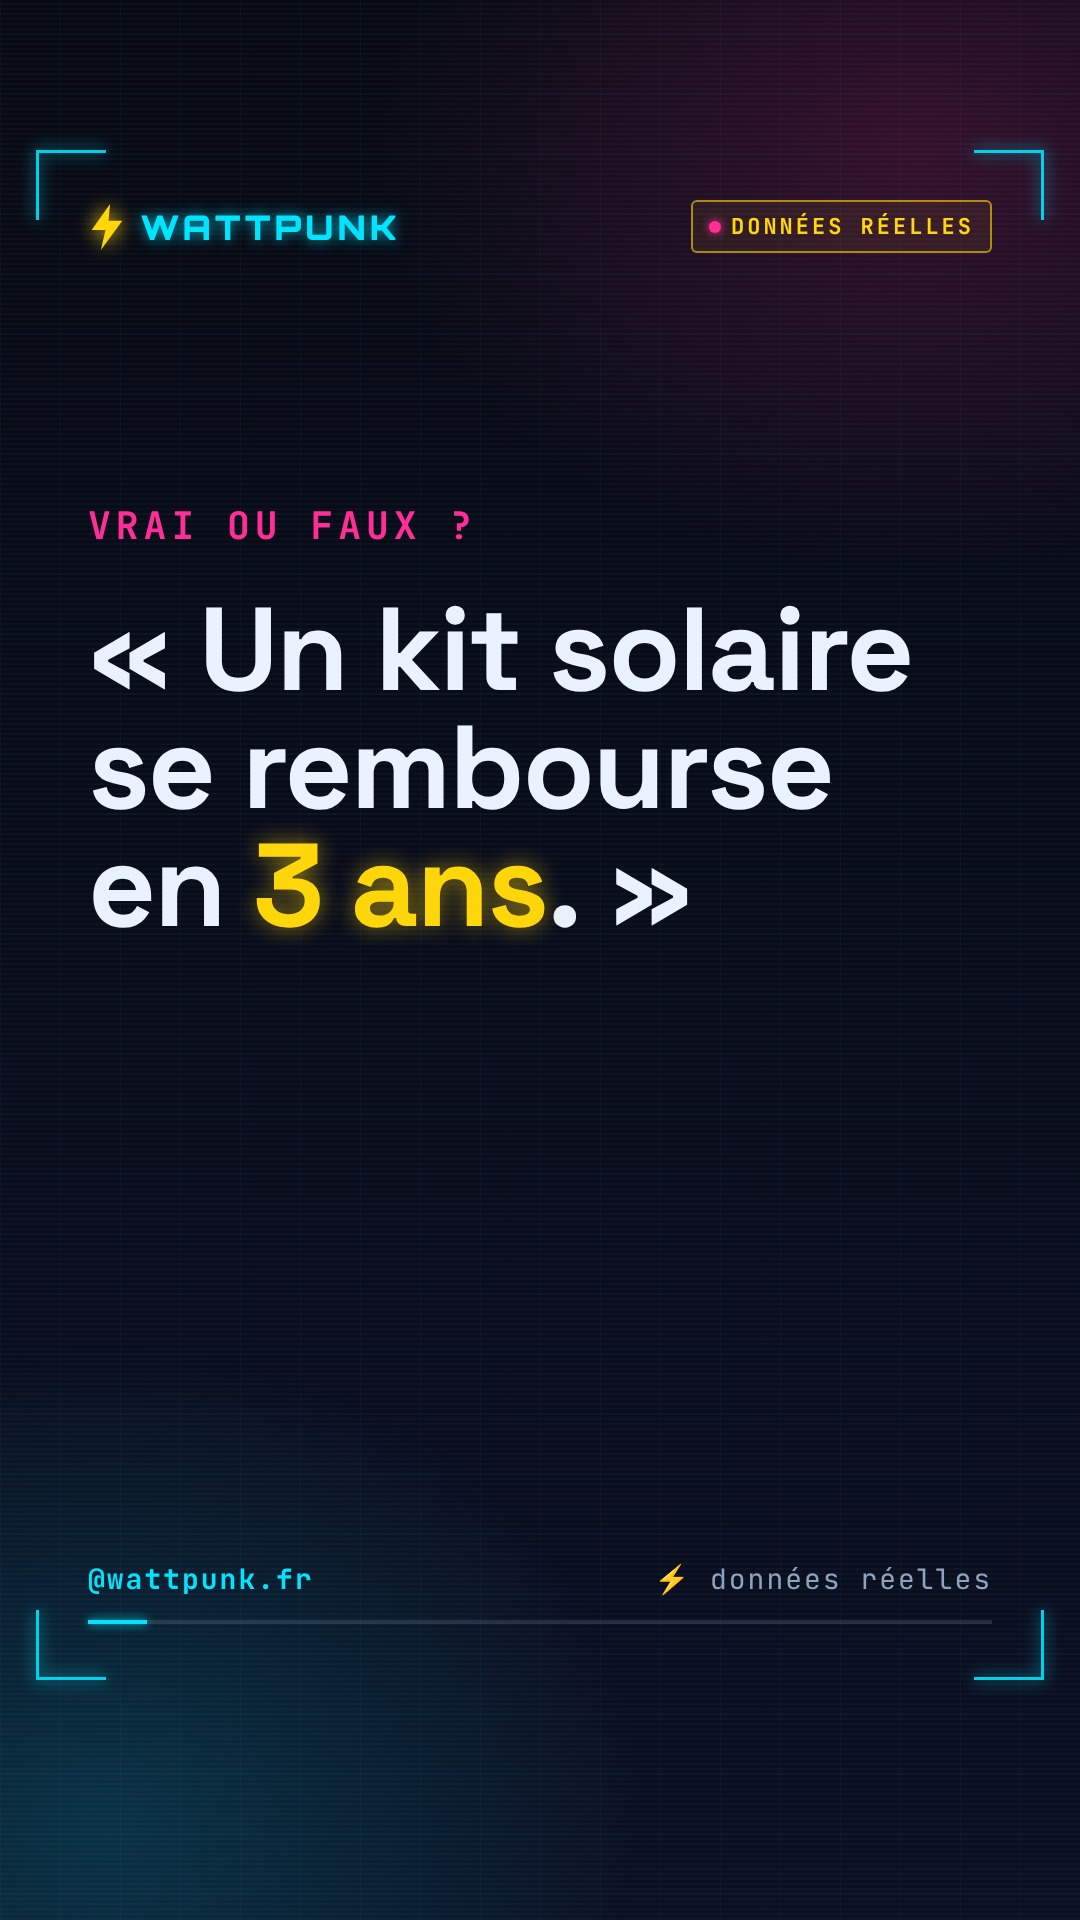 WATTPUNK
DONNÉES RÉELLES
VRAI OU FAUX ?
« Un kit solaire
se rembourse
en 3 ans. »
@wattpunk.fr
⚡ données réelles